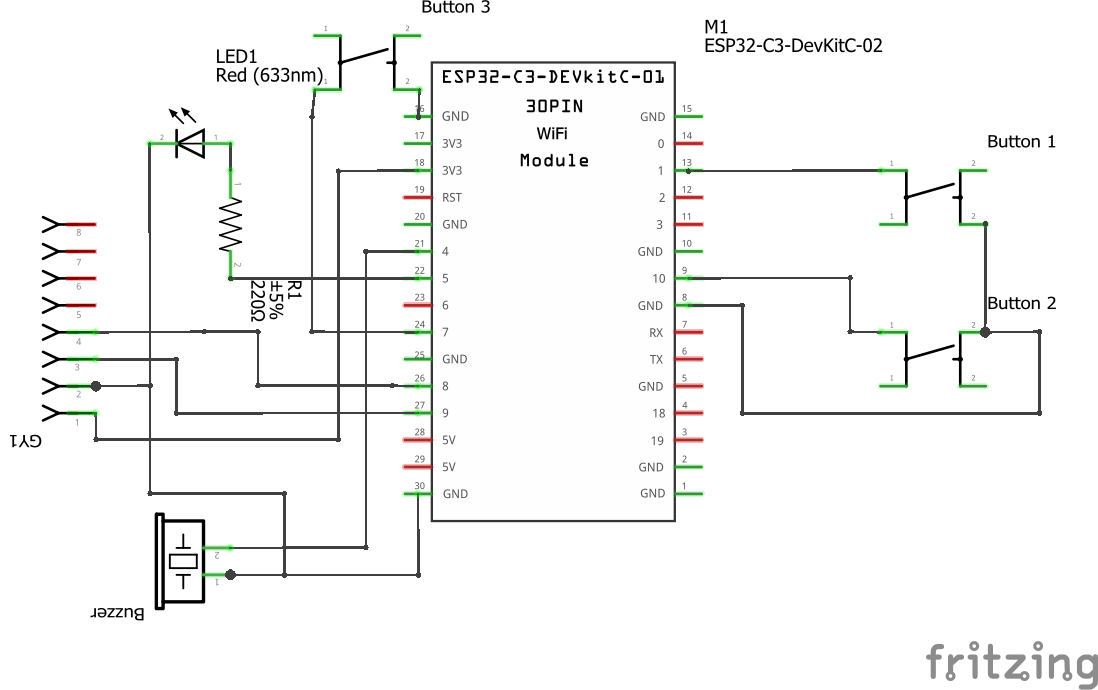 Button 3
M1
ESP32-C3-DevKitC-02
LED1
Red (633nm)
1
2
1
2
ESP32-C3-DEVkitC-01
30PIN
WiFi
Module
16 GND
17 3V3
18 3V3
19 RST
20 GND
21 4
22 5
23 6
24 7
25 GND
26 8
27 9
28 5V
29 5V
30 GND
GND 15
0 14
1 13
2 12
3 11
GND 10
10 9
GND 8
RX 7
TX 6
GND 5
18 4
19 3
GND 2
GND 1
Button 1
1
2
1
2
Button 2
1
2
1
2
2
1
1
2
R1
±5%
220Ω
8
7
6
5
4
3
2
1
GY1
2
1
Buzzer
fritzing